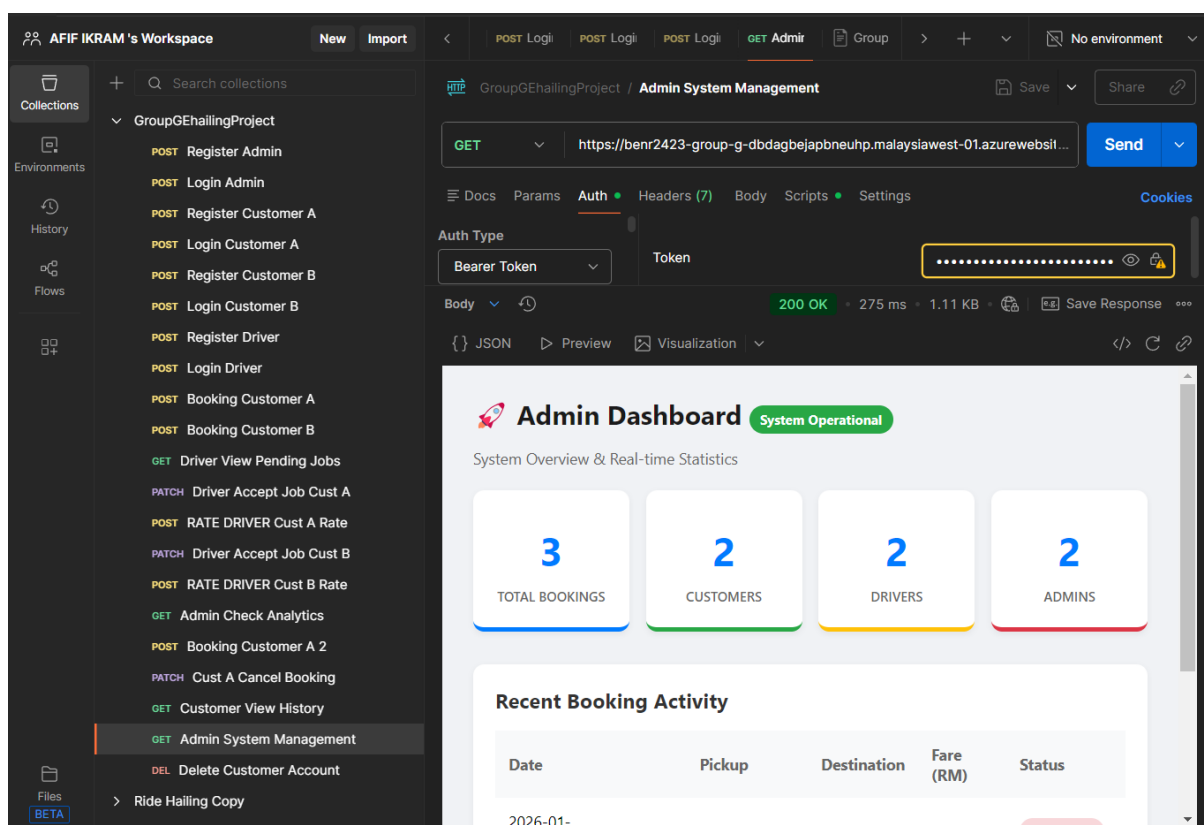 AFIF IKRAM 's Workspace
New
Import
POST Logi
POST Logi
POST Logi
GET Admir
Group
No environment
Collections
Environments
History
Flows
Files
BETA
Search collections
GroupGEhailingProject
POST Register Admin
POST Login Admin
POST Register Customer A
POST Login Customer A
POST Register Customer B
POST Login Customer B
POST Register Driver
POST Login Driver
POST Booking Customer A
POST Booking Customer B
GET Driver View Pending Jobs
PATCH Driver Accept Job Cust A
POST RATE DRIVER Cust A Rate
PATCH Driver Accept Job Cust B
POST RATE DRIVER Cust B Rate
GET Admin Check Analytics
POST Booking Customer A 2
PATCH Cust A Cancel Booking
GET Customer View History
GET Admin System Management
DEL Delete Customer Account
Ride Hailing Copy
HTTP GroupGEhailingProject / Admin System Management
Save
Share
GET
https://benr2423-group-g-dbdagbejapbneuhp.malaysiawest-01.azurewebsit...
Send
Docs Params Auth Headers (7) Body Scripts Settings
Cookies
Auth Type
Bearer Token
Token
Body
200 OK • 275 ms • 1.11 KB
e.g. Save Response
{} JSON Preview Visualization
Admin Dashboard System Operational
System Overview & Real-time Statistics
3
TOTAL BOOKINGS
2
CUSTOMERS
2
DRIVERS
2
ADMINS
Recent Booking Activity
Date Pickup Destination Fare (RM) Status
2026-01-